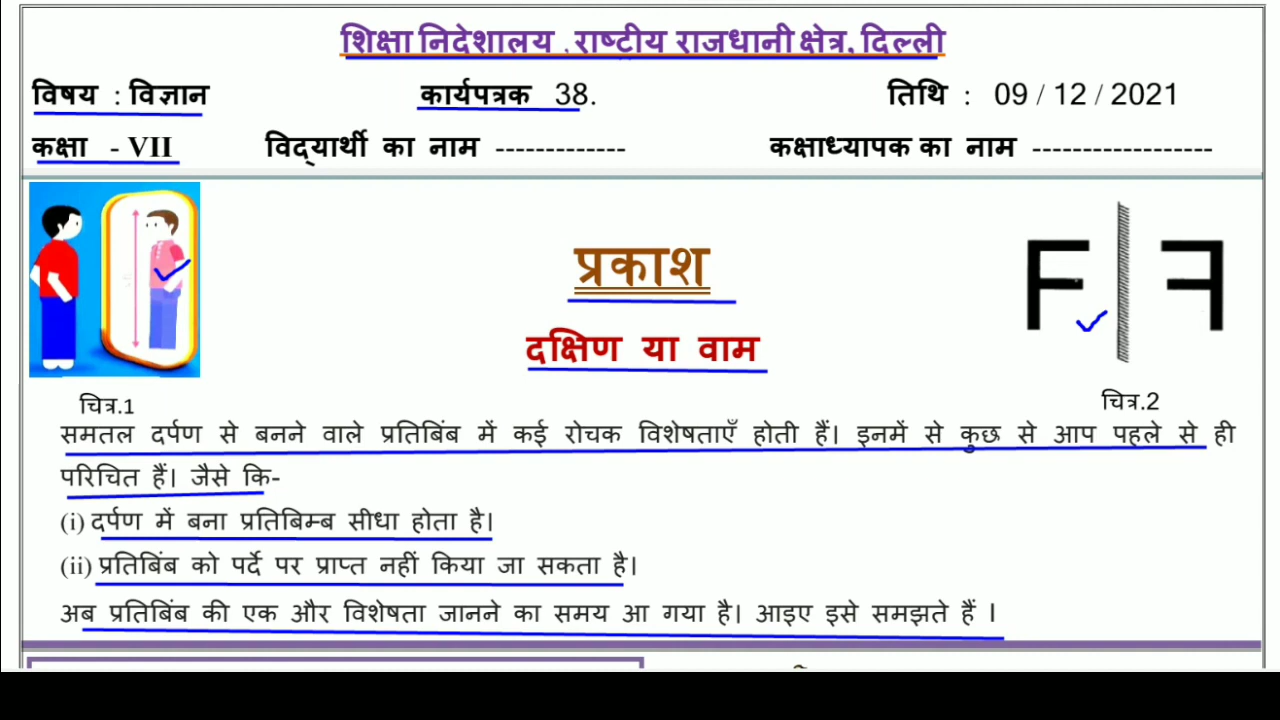 शिक्षा निदेशालय , राष्ट्रीय राजधानी क्षेत्र, दिल्ली
विषय : विज्ञान कार्यपत्रक 38. तिथि : 09 / 12 / 2021
कक्षा - VII विद्यार्थी का नाम ------------- कक्षाध्यापक का नाम ------------------
प्रकाश
F F
दक्षिण या वाम
चित्र.1 चित्र.2
समतल दर्पण से बनने वाले प्रतिबिंब में कई रोचक विशेषताएँ होती हैं। इनमें से कुछ से आप पहले से ही
परिचित हैं। जैसे कि-
(i) दर्पण में बना प्रतिबिम्ब सीधा होता है।
(ii) प्रतिबिंब को पर्दे पर प्राप्त नहीं किया जा सकता है।
अब प्रतिबिंब की एक और विशेषता जानने का समय आ गया है। आइए इसे समझते हैं ।